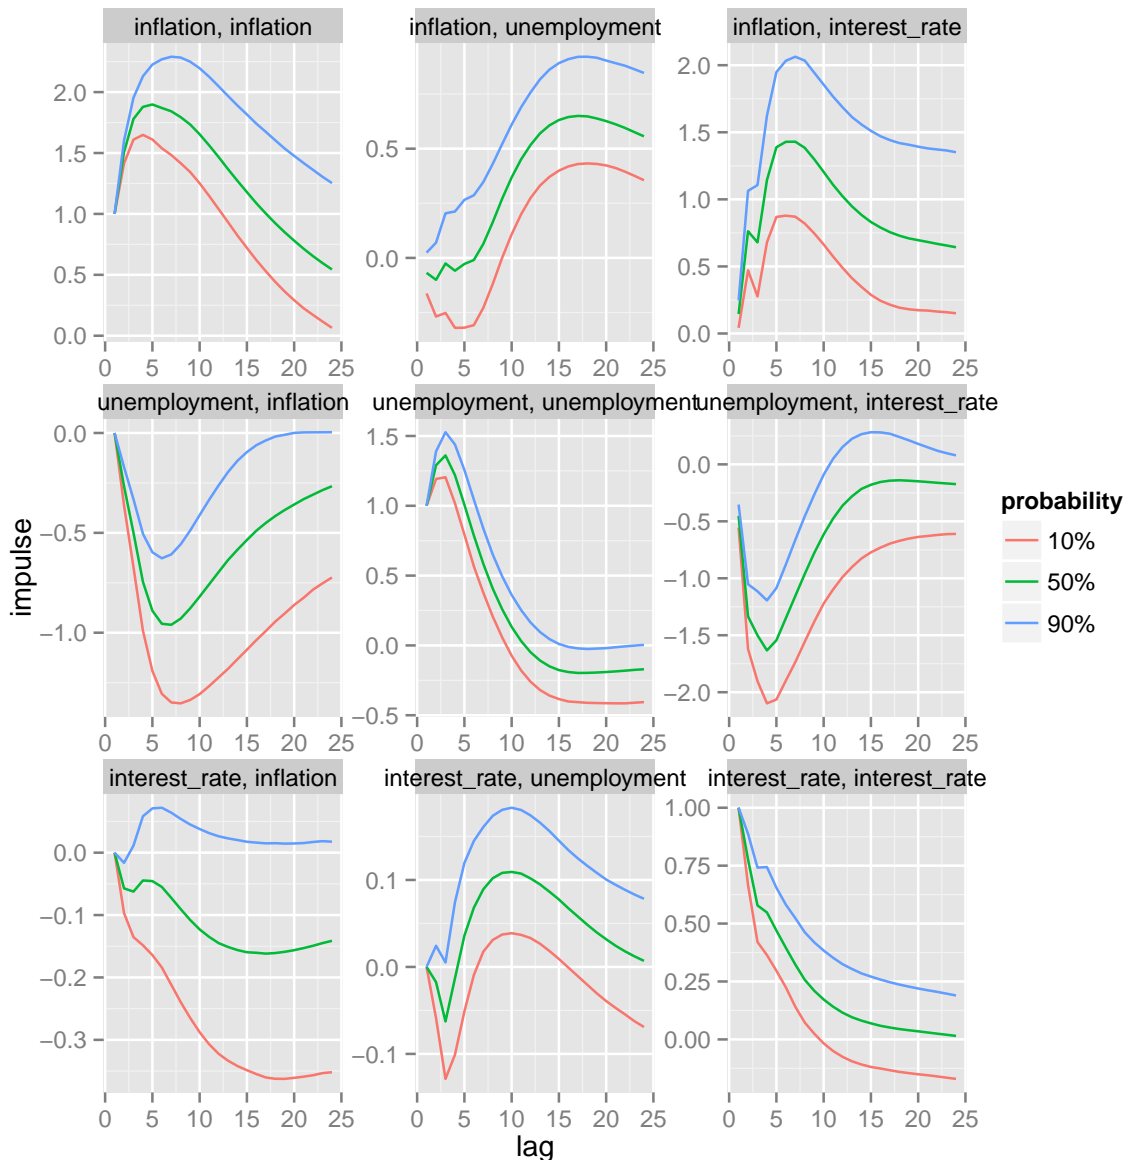 inflation, inflation
inflation, unemployment
inflation, interest_rate
2.0
1.5
1.0
0.5
0.0
0.5
0.0
2.0
1.5
1.0
0.5
0.0
0 5 10 15 20 25
0 5 10 15 20 25
0 5 10 15 20 25
unemployment, inflation
unemployment, unemployment
unemployment, interest_rate
0.0
−0.5
−1.0
1.5
1.0
0.5
0.0
−0.5
0.0
−0.5
−1.0
−1.5
−2.0
0 5 10 15 20 25
0 5 10 15 20 25
0 5 10 15 20 25
interest_rate, inflation
interest_rate, unemployment
interest_rate, interest_rate
0.0
−0.1
−0.2
−0.3
0.1
0.0
−0.1
1.00
0.75
0.50
0.25
0.00
0 5 10 15 20 25
0 5 10 15 20 25
0 5 10 15 20 25
impulse
lag
probability
10%
50%
90%